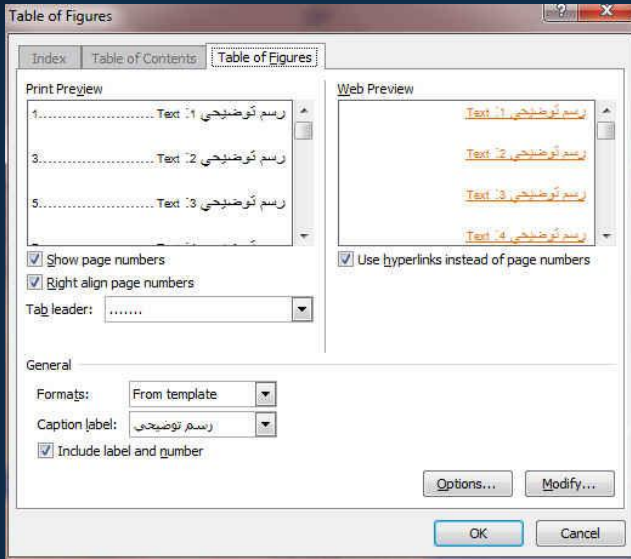 Table of Figures
Index
Table of Contents
Table of Figures
Print Preview
رسم توضيحي 1: Text.........................1
رسم توضيحي 2: Text.........................3
رسم توضيحي 3: Text.........................5
Web Preview
رسم توضيحي 1: Text
رسم توضيحي 2: Text
رسم توضيحي 3: Text
رسم توضيحي 4: Text
Show page numbers
Right align page numbers
Tab leader: .......
Use hyperlinks instead of page numbers
General
Formats: From template
Caption label: رسم توضيحي
Include label and number
Options... Modify...
OK Cancel